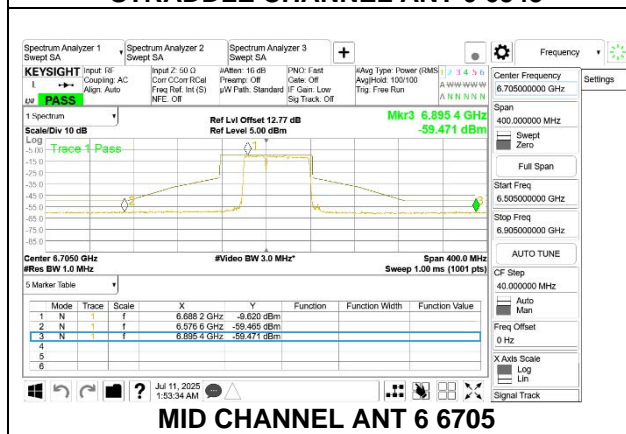 STRADDLE CHANNEL ANT 6 6345
Spectrum Analyzer 1
Swept SA
Spectrum Analyzer 2
Swept SA
Spectrum Analyzer 3
Swept SA
+
Frequency
KEYSIGHT
L
PASS
Input: RF
Coupling: AC
Align: Auto
Input Z: 50 Ω
Corr CCorr RCal
Freq Ref: Int (S)
NFE: Off
#Atten: 16 dB
Preamp: Off
µW Path: Standard
PNO: Fast
Gate: Off
IF Gain: Low
Sig Track: Off
#Avg Type: Power (RMS)
Avg|Hold: 100/100
Trig: Free Run
1 2 3 4 5 6
A W W W W W
A N N N N N
1 Spectrum
Scale/Div 10 dB
Ref Lvl Offset 12.77 dB
Ref Level 5.00 dBm
Mkr3 6.895 4 GHz
-59.471 dBm
Log
Trace 1 Pass
-5.00
-15.0
-25.0
-35.0
-45.0
-55.0
-65.0
-75.0
-85.0
1
2
3
Center 6.7050 GHz
#Res BW 1.0 MHz
#Video BW 3.0 MHz*
Span 400.0 MHz
Sweep 1.00 ms (1001 pts)
5 Marker Table
Mode Trace Scale X Y Function Function Width Function Value
1 N 1 f 6.688 2 GHz -9.620 dBm
2 N 1 f 6.576 6 GHz -59.465 dBm
3 N 1 f 6.895 4 GHz -59.471 dBm
4
5
6
Center Frequency
6.705000000 GHz
Settings
Span
400.000000 MHz
Swept
Zero
Full Span
Start Freq
6.505000000 GHz
Stop Freq
6.905000000 GHz
AUTO TUNE
CF Step
40.000000 MHz
Auto
Man
Freq Offset
0 Hz
X Axis Scale
Log
Lin
Signal Track
?
Jul 11, 2025
1:53:34 AM
MID CHANNEL ANT 6 6705